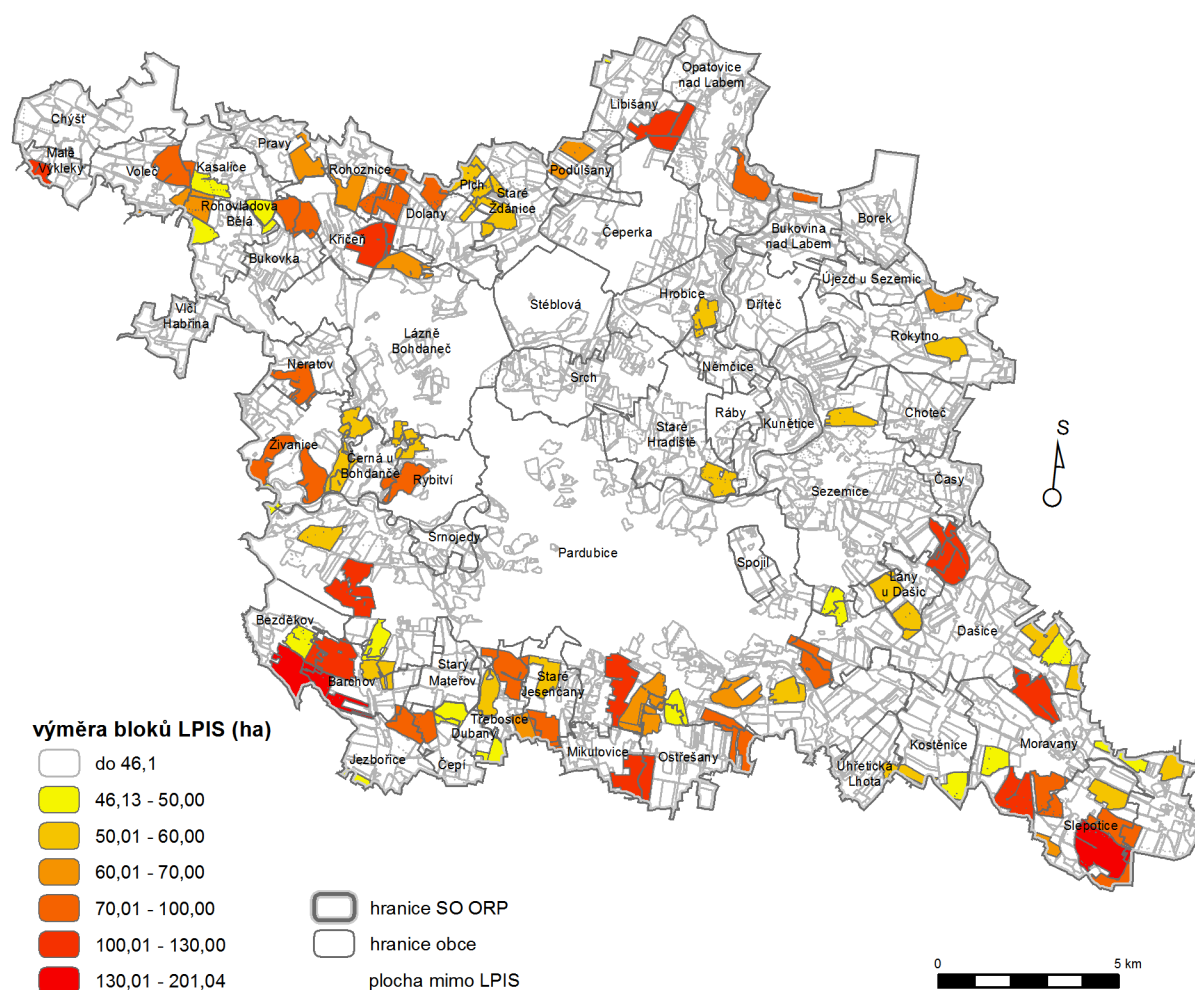 Opatovice
nad Labem
Libišany
Chýšť
Pravy
Malé
Výkleky
Voleč
Kasalice
Rohoznice
Podůlšany
Plch
Staré
Ždánice
Rohovládova
Bělá
Dolany
Křičeň
Čeperka
Bukovina
nad Labem
Borek
Bukovka
Újezd u Sezemic
Hrobice
Dříteč
Stéblová
Vlčí
Habřina
Lázně
Bohdaneč
Rokytno
Neratov
Němčice
Srch
Ráby
Choteč
Staré
Hradiště
Kunětice
S
Živanice
Černá u
Bohdanče
Rybitví
Časy
Sezemice
Srnojedy
Pardubice
Spojil
Lány
u Dašic
Bezděkov
Dašice
Starý
Mateřov
Barchov
Staré
Jesenčany
Třebosice
Dubany
Mikulovice
Ostřešany
Kostěnice
Moravany
Jezbořice
Čepí
Úhřetická
Lhota
Slepotice
výměra bloků LPIS (ha)
do 46,1
46,13 - 50,00
50,01 - 60,00
60,01 - 70,00
70,01 - 100,00
100,01 - 130,00
130,01 - 201,04
hranice SO ORP
hranice obce
plocha mimo LPIS
0
5 km